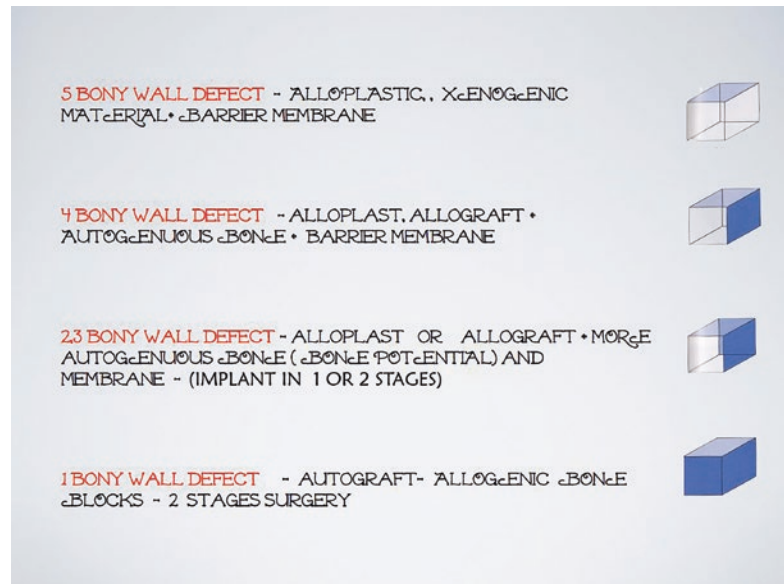 5 BONY WALL DEFECT - ALLOPLASTIC,, XENOGENIC
MATERIAL+ BARRIER MEMBRANE
4 BONY WALL DEFECT - ALLOPLAST, ALLOGRAFT +
AUTOGENUOUS BONE + BARRIER MEMBRANE
2,3 BONY WALL DEFECT - ALLOPLAST OR ALLOGRAFT + MORE
AUTOGENUOUS BONE ( BONE POTENTIAL) AND
MEMBRANE - (IMPLANT IN 1 OR 2 STAGES)
1 BONY WALL DEFECT - AUTOGRAFT- ALLOGENIC BONE
BLOCKS - 2 STAGES SURGERY